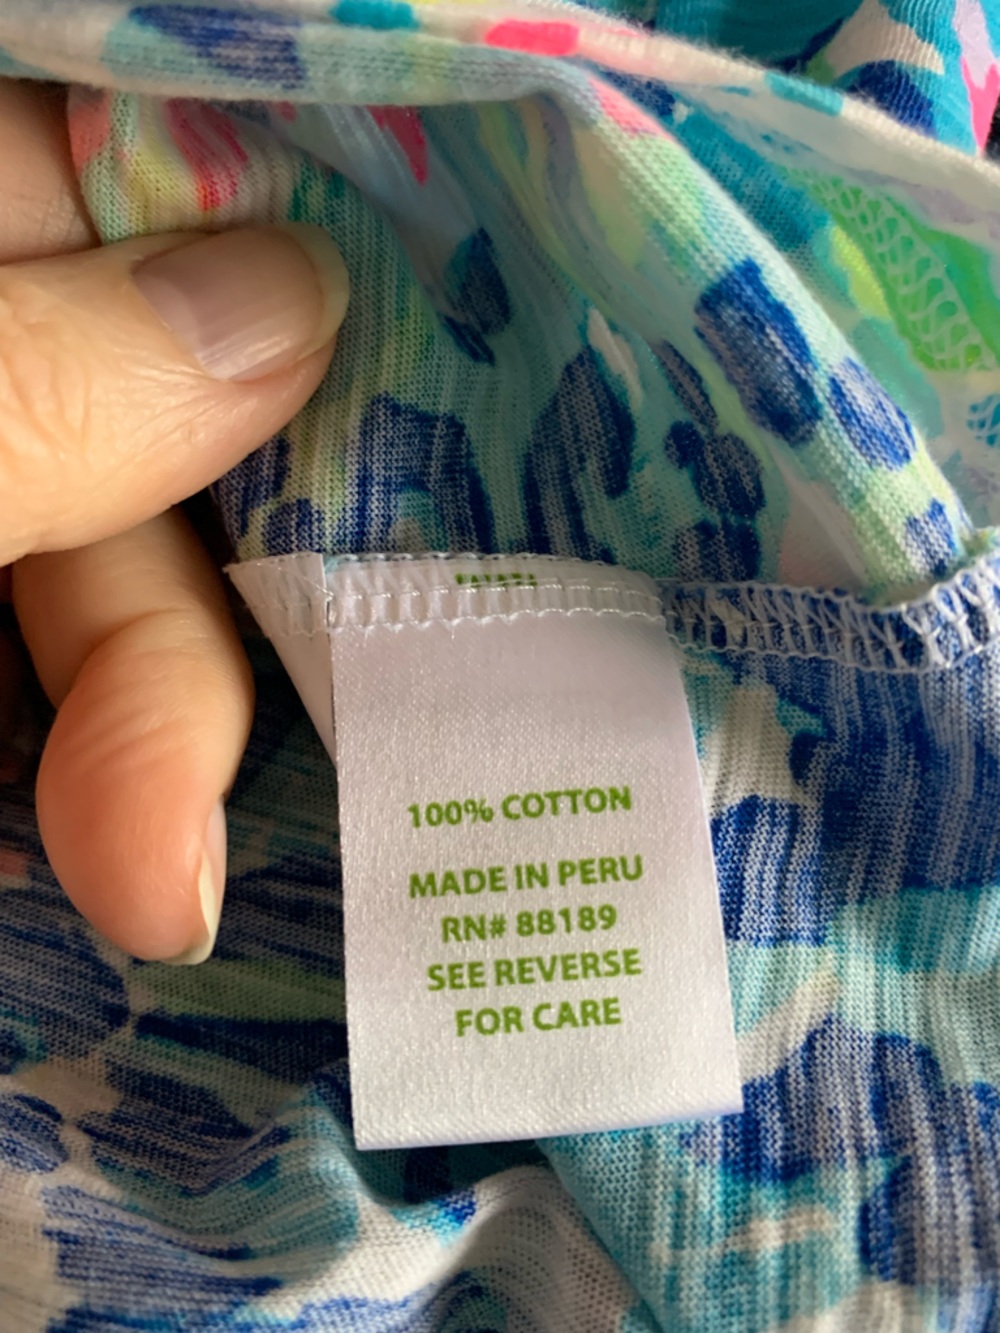 100% COTTON
MADE IN PERU
RN# 88189
SEE REVERSE
FOR CARE